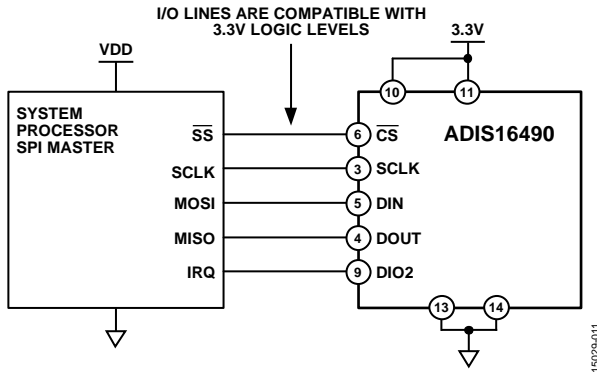 I/O LINES ARE COMPATIBLE WITH
3.3V LOGIC LEVELS
VDD
3.3V
10
11
SYSTEM
PROCESSOR
SPI MASTER
ADIS16490
SS
6
CS
SCLK
3
SCLK
MOSI
5
DIN
MISO
4
DOUT
IRQ
9
DIO2
13
14
15029-011